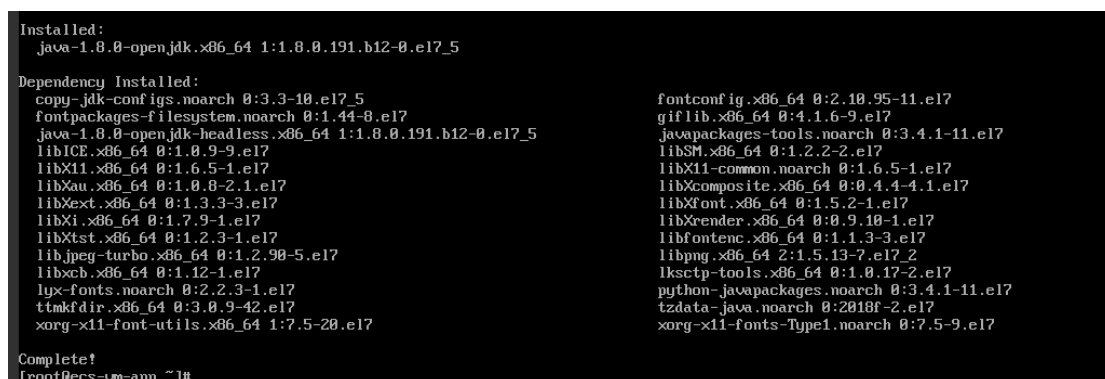 Installed:
java-1.8.0-openjdk.x86_64 1:1.8.0.191.b12-0.el7_5
Dependency Installed:
copy-jdk-configs.noarch 0:3.3-10.el7_5 fontconfig.x86_64 0:2.10.95-11.el7
fontpackages-filesystem.noarch 0:1.44-8.el7 giflib.x86_64 0:4.1.6-9.el7
java-1.8.0-openjdk-headless.x86_64 1:1.8.0.191.b12-0.el7_5 javapackages-tools.noarch 0:3.4.1-11.el7
libICE.x86_64 0:1.0.9-9.el7 libSM.x86_64 0:1.2.2-2.el7
libX11.x86_64 0:1.6.5-1.el7 libX11-common.noarch 0:1.6.5-1.el7
libXau.x86_64 0:1.0.8-2.1.el7 libXcomposite.x86_64 0:0.4.4-4.1.el7
libXext.x86_64 0:1.3.3-3.el7 libXfont.x86_64 0:1.5.2-1.el7
libXi.x86_64 0:1.7.9-1.el7 libXrender.x86_64 0:0.9.10-1.el7
libXtst.x86_64 0:1.2.3-1.el7 libfontenc.x86_64 0:1.1.3-3.el7
libjpeg-turbo.x86_64 0:1.2.90-5.el7 libpng.x86_64 2:1.5.13-7.el7_2
libxcb.x86_64 0:1.12-1.el7 lksctp-tools.x86_64 0:1.0.17-2.el7
lyx-fonts.noarch 0:2.2.3-1.el7 python-javapackages.noarch 0:3.4.1-11.el7
ttmkfdir.x86_64 0:3.0.9-42.el7 tzdata-java.noarch 0:2018f-2.el7
xorg-x11-font-utils.x86_64 1:7.5-20.el7 xorg-x11-fonts-Type1.noarch 0:7.5-9.el7
Complete!
[root@ecs-vm-app ~]#